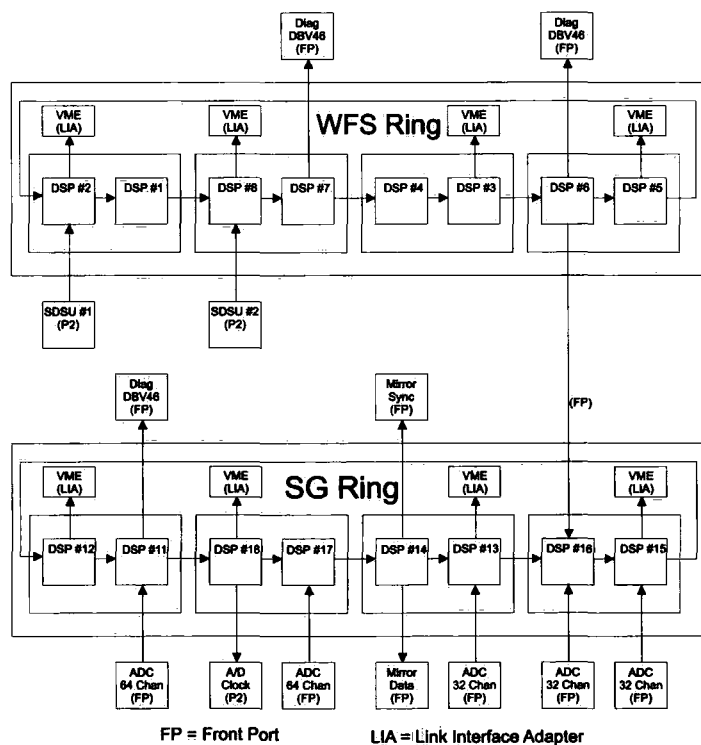 Diag
DBV46
(FP)
Diag
DBV46
(FP)
WFS Ring
VME
(LIA)
VME
(LIA)
VME
(LIA)
VME
(LIA)
DSP #2
DSP #1
DSP #8
DSP #7
DSP #4
DSP #3
DSP #6
DSP #5
SDSU #1
(P2)
SDSU #2
(P2)
Diag
DBV46
(FP)
Mirror
Sync
(FP)
(FP)
SG Ring
VME
(LIA)
VME
(LIA)
VME
(LIA)
VME
(LIA)
DSP #12
DSP #11
DSP #18
DSP #17
DSP #14
DSP #13
DSP #16
DSP #15
ADC
64 Chan
(FP)
A/D
Clock
(P2)
ADC
64 Chan
(FP)
Mirror
Data
(FP)
ADC
32 Chan
(FP)
ADC
32 Chan
(FP)
ADC
32 Chan
(FP)
FP = Front Port
LIA = Link Interface Adapter